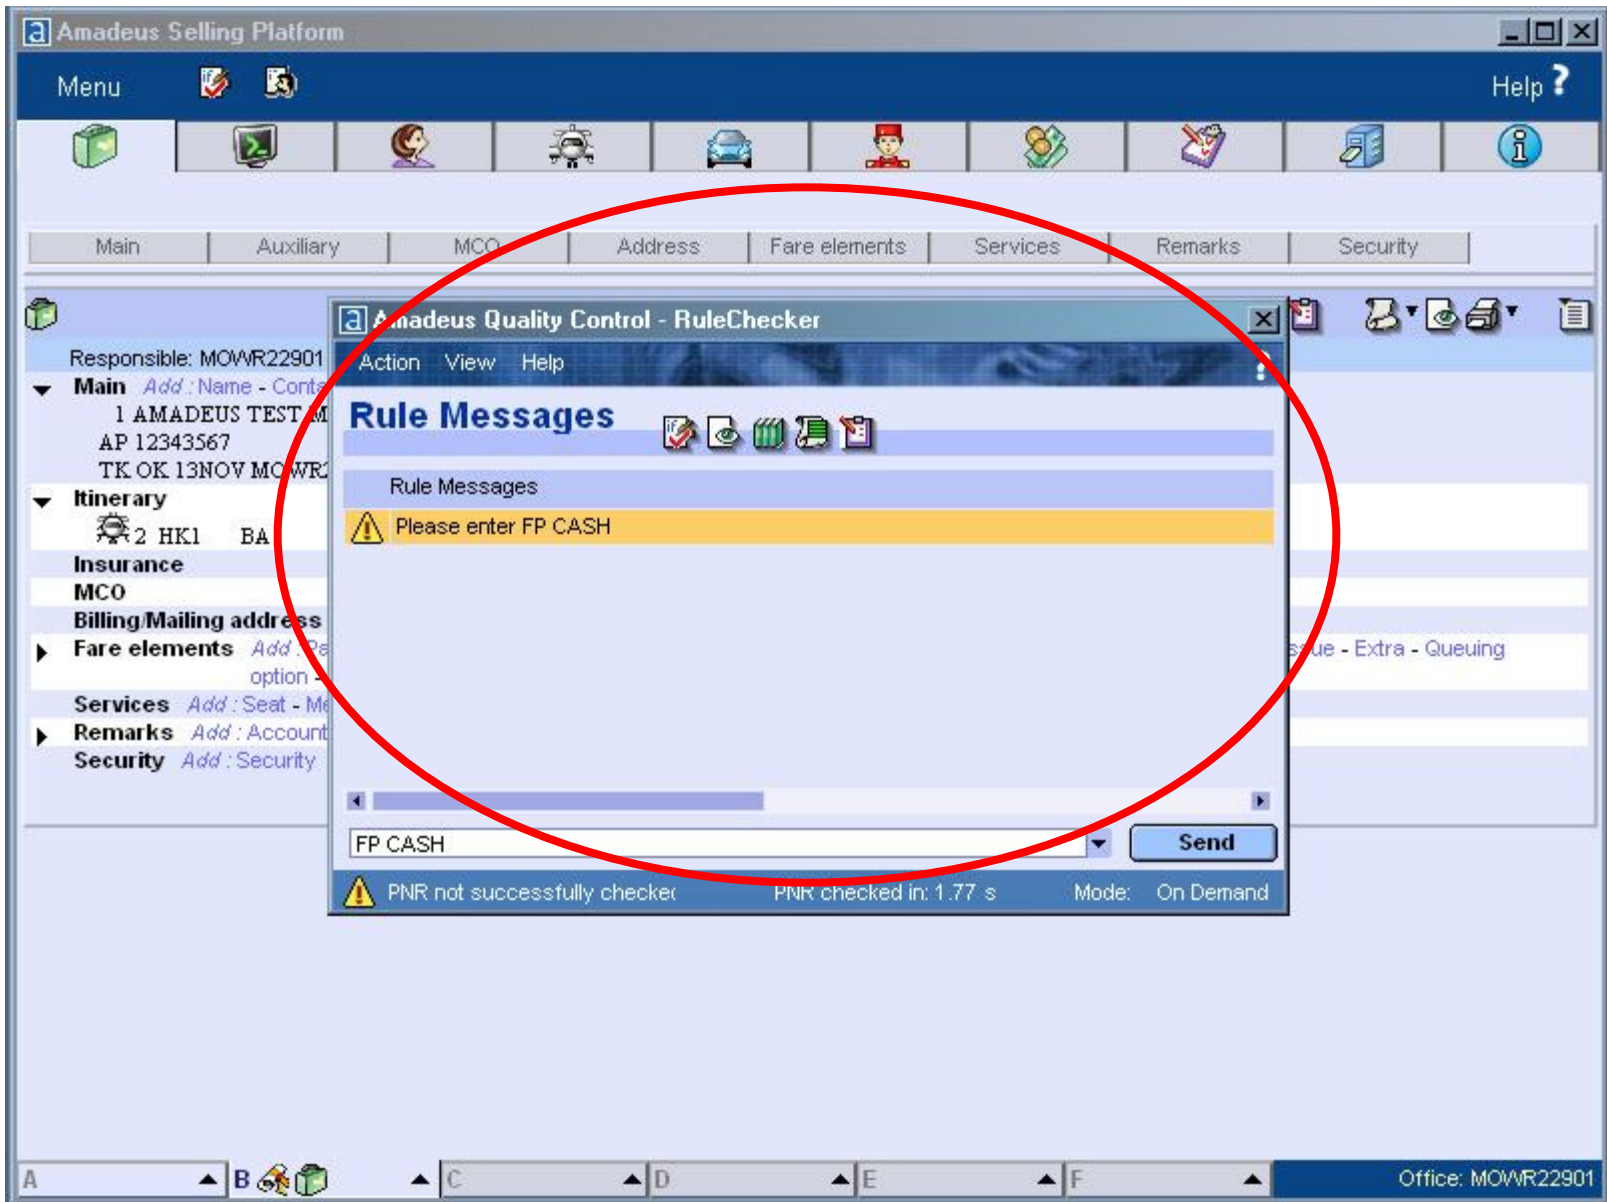 Amadeus Selling Platform
Menu
Help ?
Main Auxiliary MCO Address Fare elements Services Remarks Security
Amadeus Quality Control - RuleChecker
Responsible: MOWR22901
Action View Help ?
Main Add : Name -
1 AMADEUS TEST
Rule Messages
AP 12343567
TK OK 13NOV
Rule Messages
Itinerary
Please enter FP CASH
2 HK1 BA
Insurance
MCO
Billing/Mailing address
Fare elements Add :
- Extra - Queuing
option -
Services Add : Seat -
Remarks Add : Account
Security Add : Security
FP CASH
Send
PNR not successfully
PNR checked in: 1.77 s
Mode: On Demand
A B C D E F
Office: MOWR22901